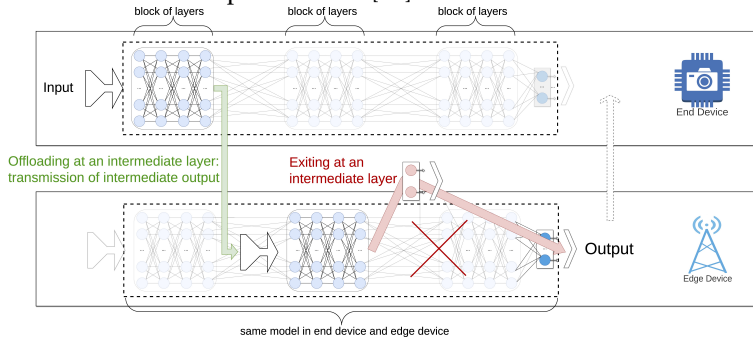 block of layers
block of layers
block of layers
Input
End Device
Offloading at an intermediate layer:
transmission of intermediate output
Exiting at an
intermediate layer
Output
Edge Device
same model in end device and edge device